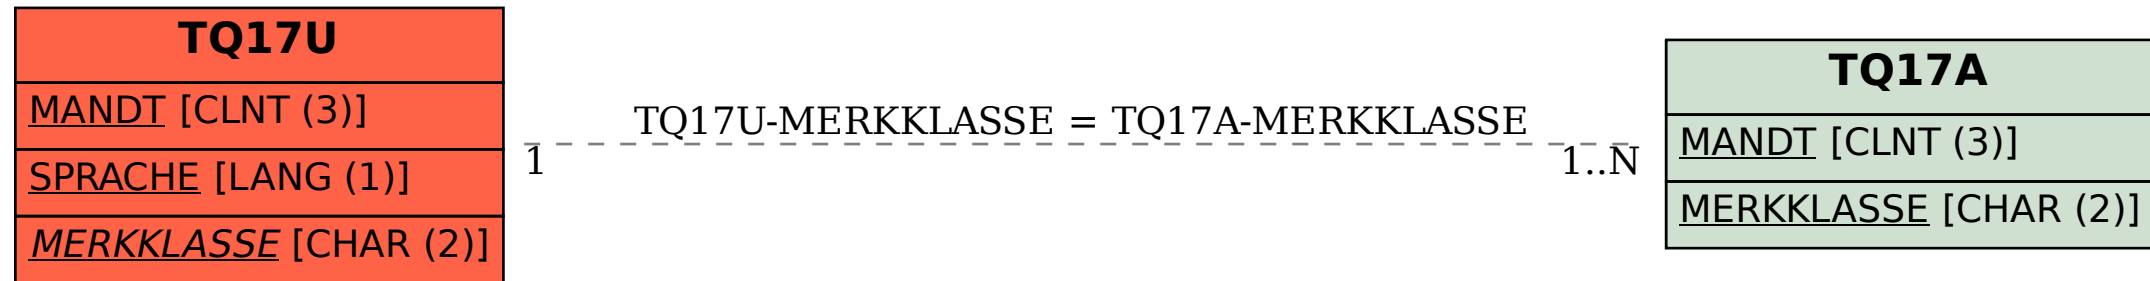 TQ17U
MANDT [CLNT (3)]
SPRACHE [LANG (1)]
MERKKLASSE [CHAR (2)]
TQ17U-MERKKLASSE = TQ17A-MERKKLASSE
1
1..N
TQ17A
MANDT [CLNT (3)]
MERKKLASSE [CHAR (2)]